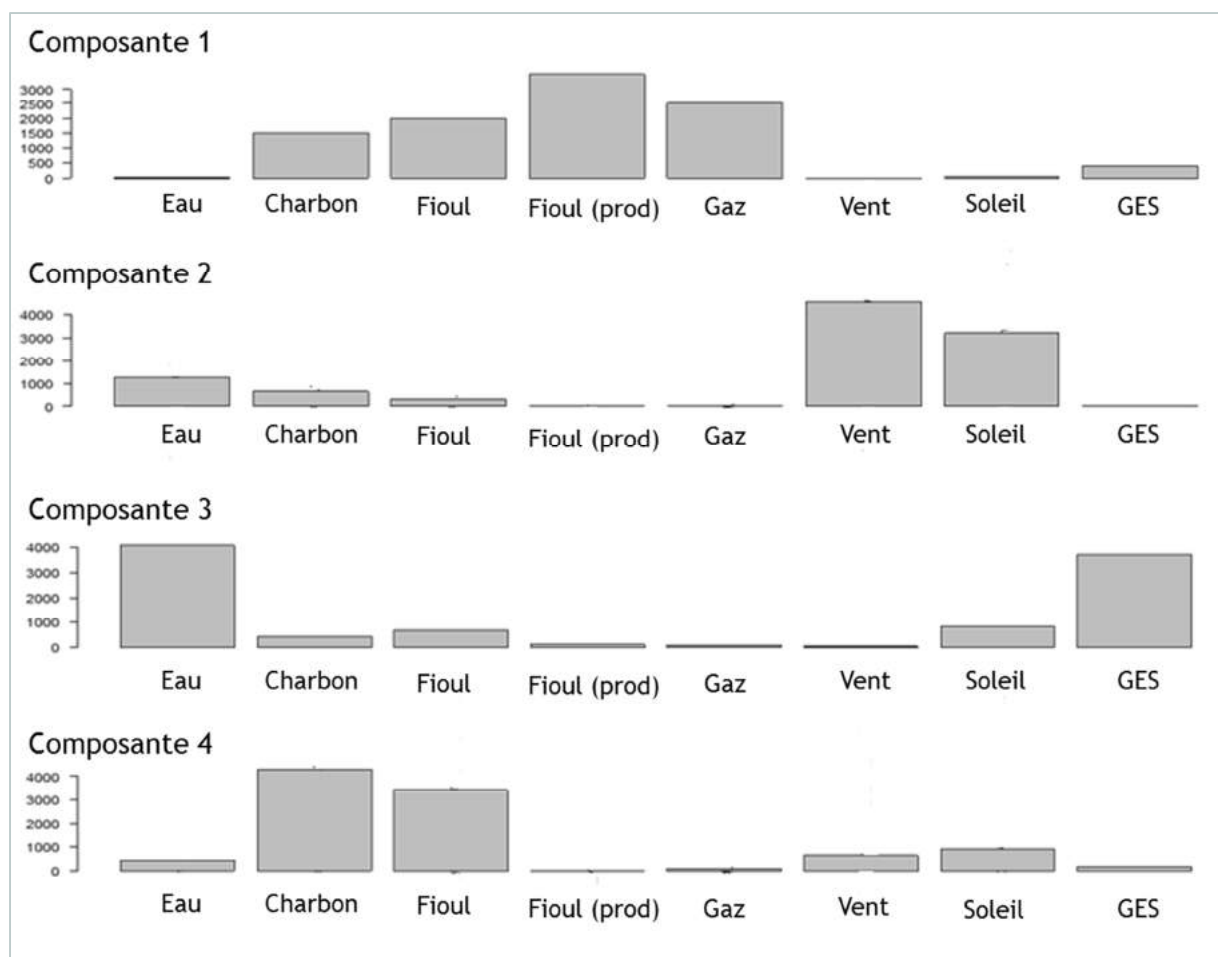 Composante 1
3000
2500
2000
1500
1000
500
0
Eau Charbon Fioul Fioul (prod) Gaz Vent Soleil GES
Composante 2
4000
3000
2000
1000
0
Eau Charbon Fioul Fioul (prod) Gaz Vent Soleil GES
Composante 3
4000
3000
2000
1000
0
Eau Charbon Fioul Fioul (prod) Gaz Vent Soleil GES
Composante 4
4000
3000
2000
1000
0
Eau Charbon Fioul Fioul (prod) Gaz Vent Soleil GES